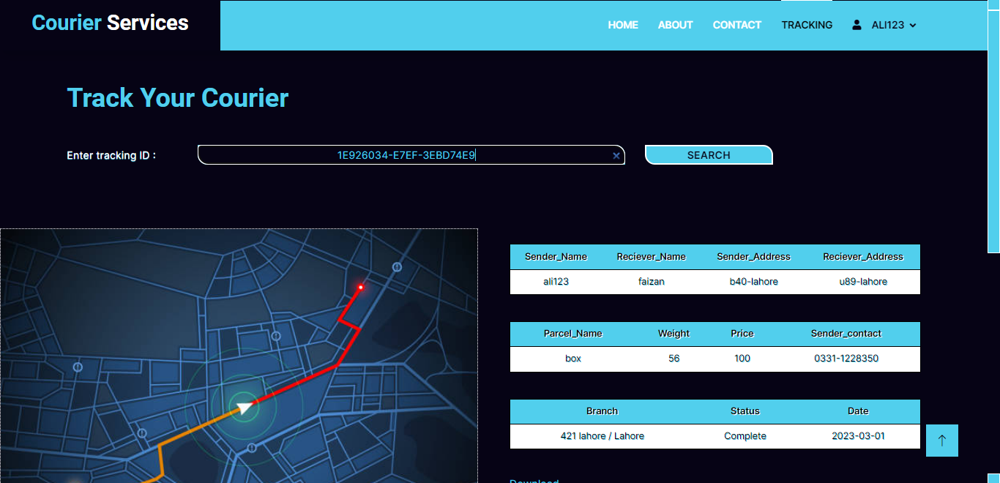 Courier Services
HOME ABOUT CONTACT TRACKING ALI123
Track Your Courier
Enter tracking ID :
1E926034-E7EF-3EBD74E9
SEARCH
Sender_Name Reciever_Name Sender_Address Reciever_Address
ali123 faizan b40-lahore u89-lahore
Parcel_Name Weight Price Sender_contact
box 56 100 0331-1228350
Branch Status Date
421 lahore / Lahore Complete 2023-03-01
Download